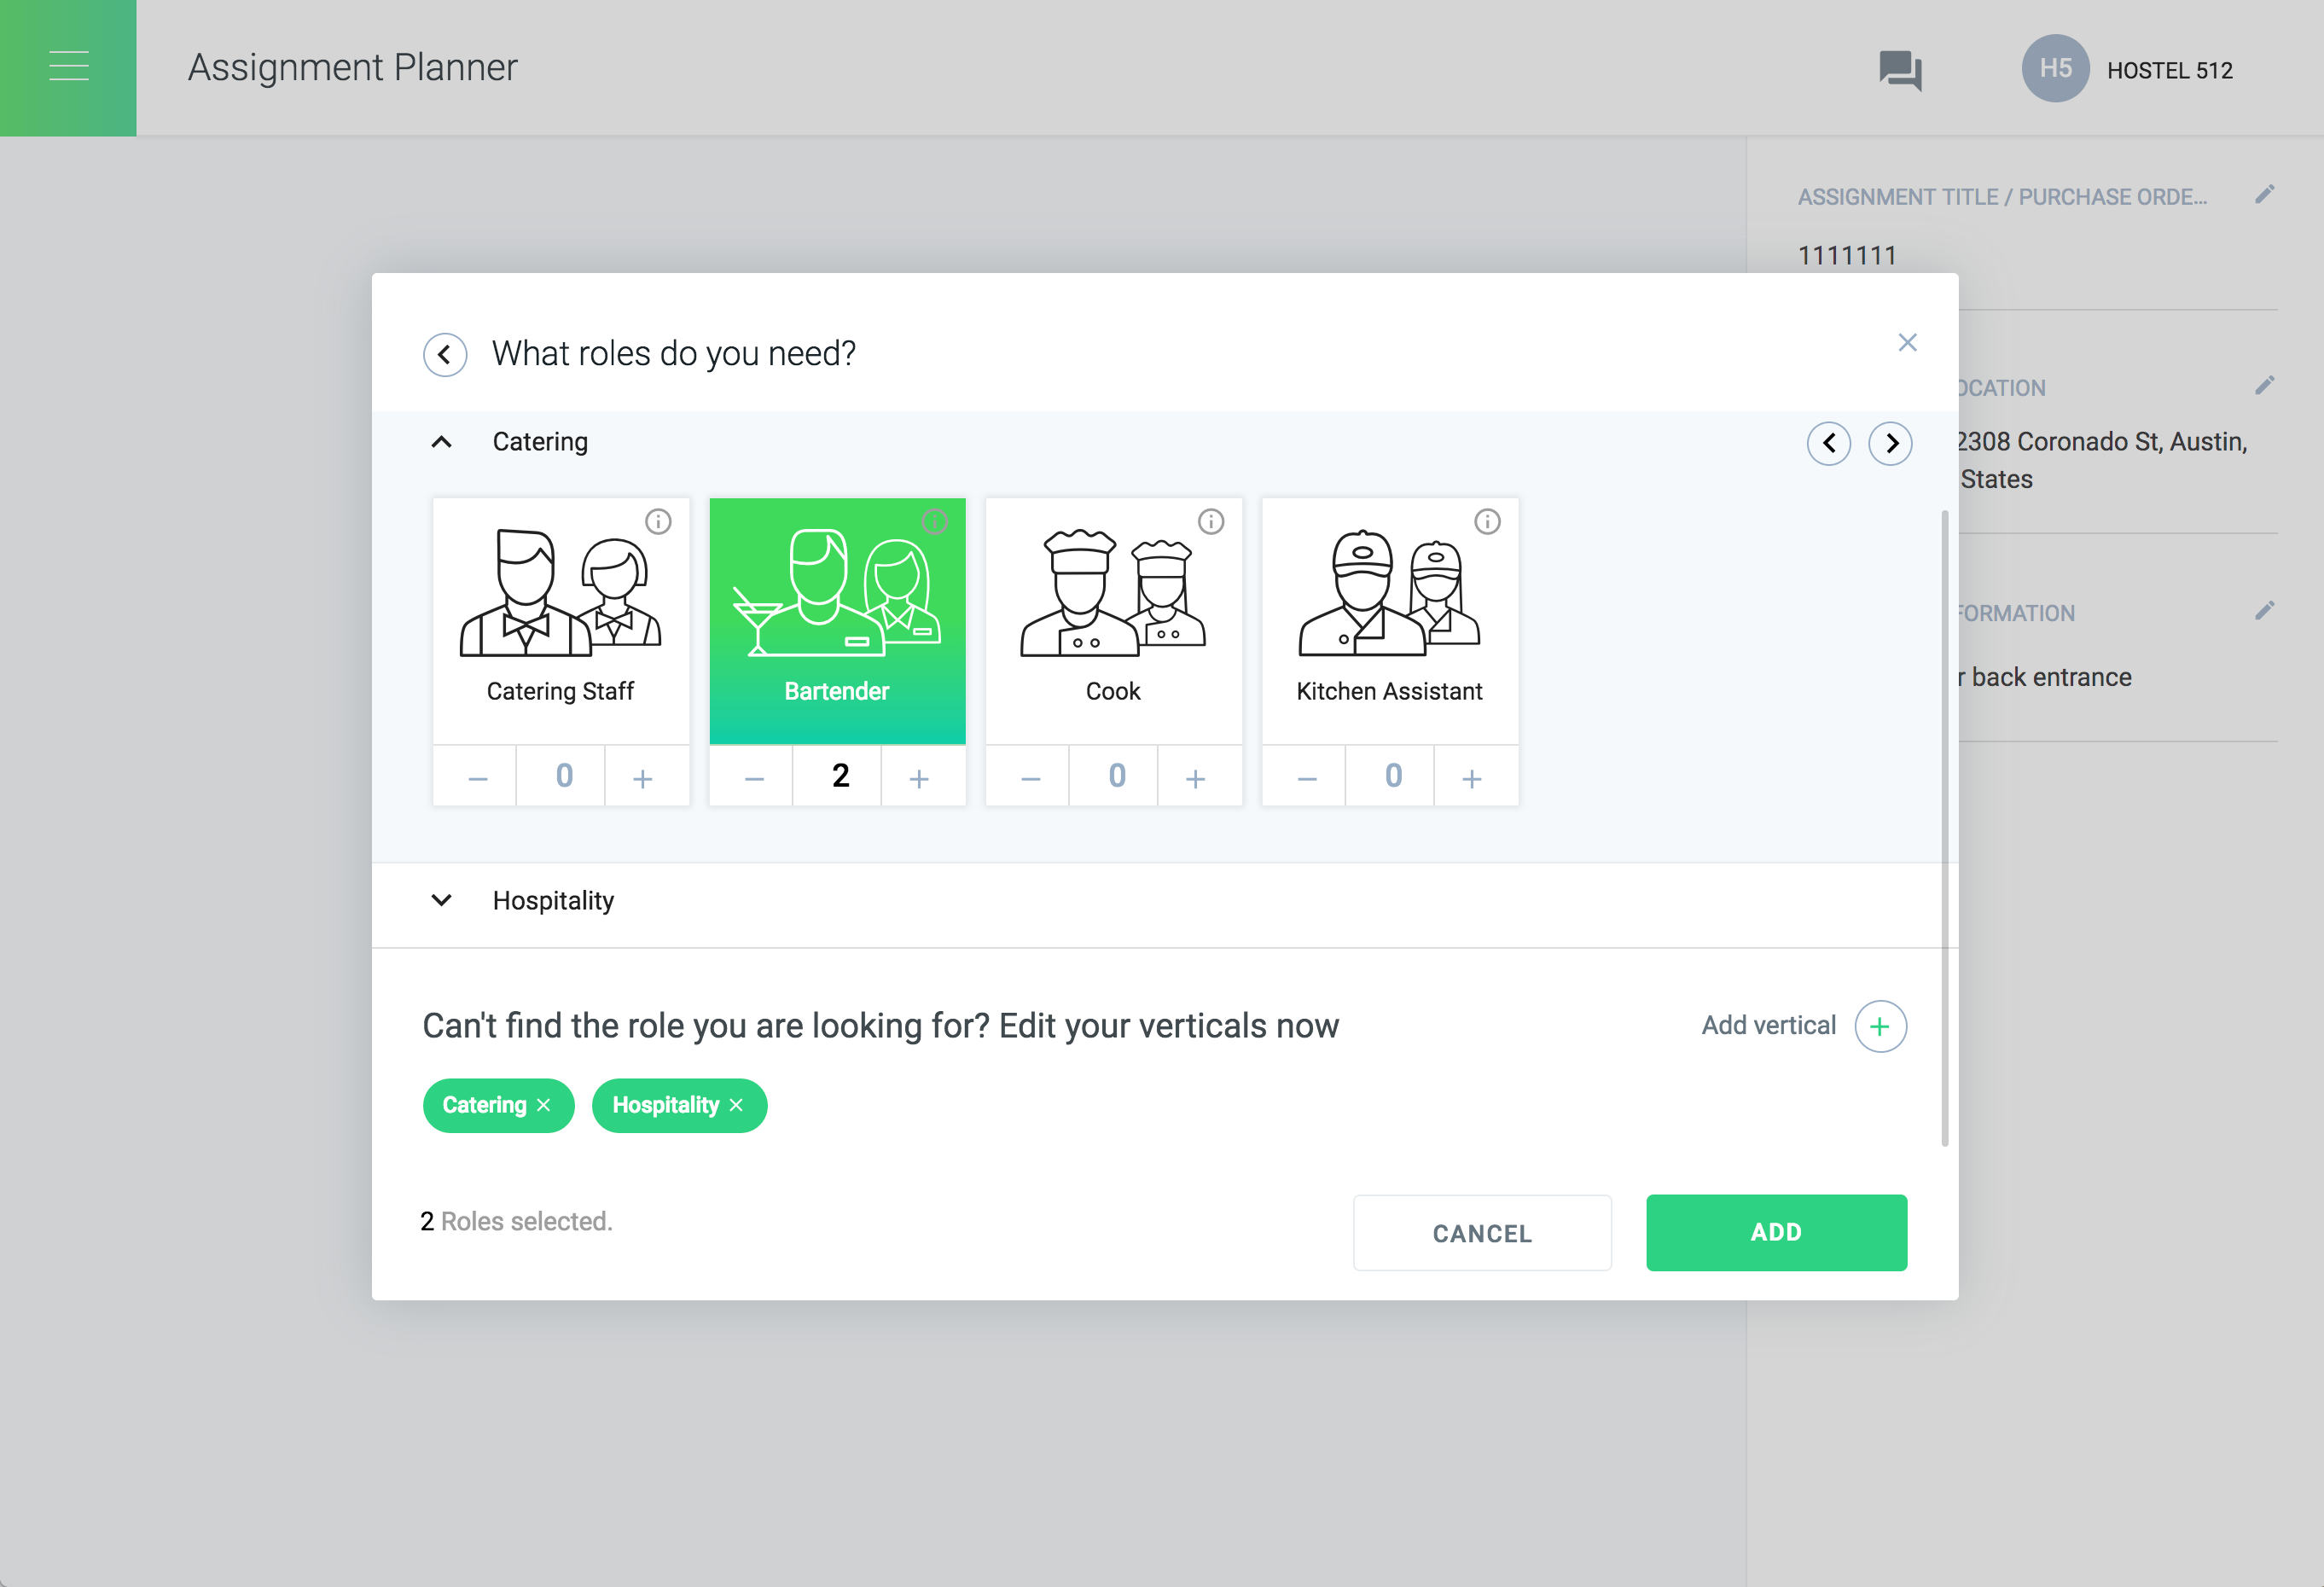 Assignment Planner
H5 HOSTEL 512
ASSIGNMENT TITLE / PURCHASE ORDE...
1111111
What roles do you need?
OCATION
2308 Coronado St, Austin,
States
Catering
Catering Staff
0
Bartender
2
Cook
0
Kitchen Assistant
0
FORMATION
r back entrance
Hospitality
Can't find the role you are looking for? Edit your verticals now
Add vertical
Catering
Hospitality
2 Roles selected.
CANCEL
ADD